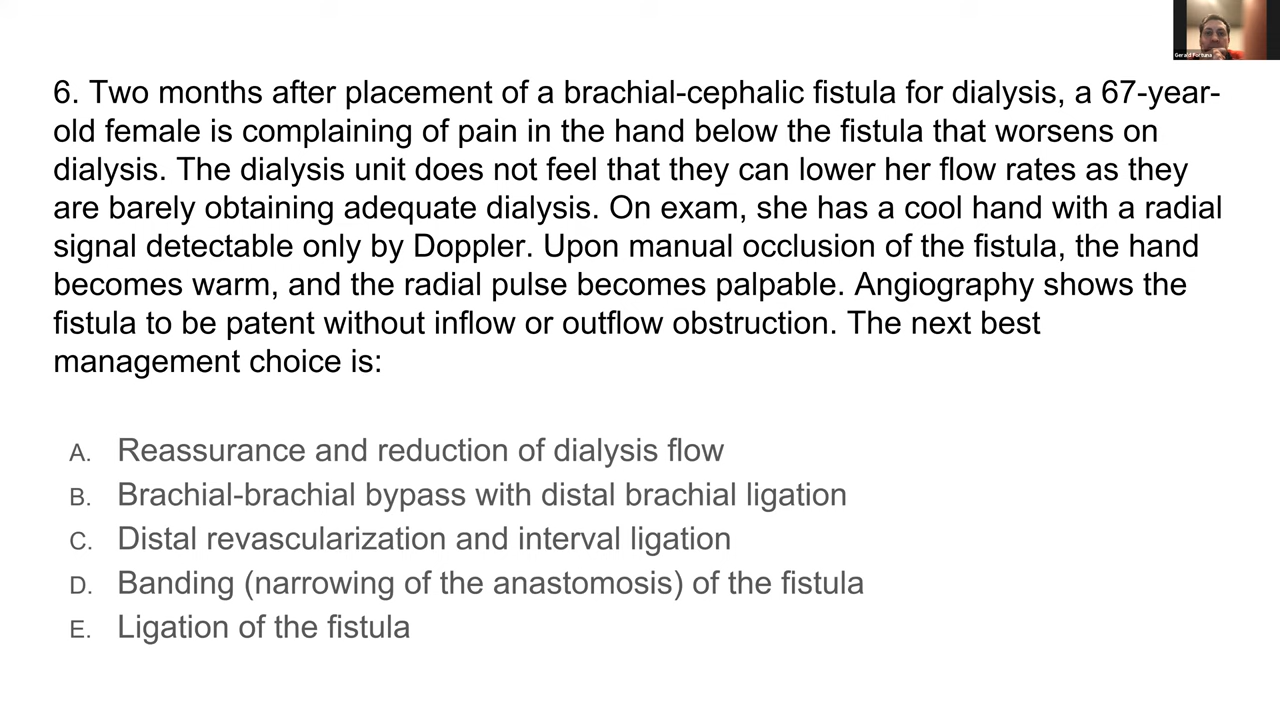 Gerald Fortuna
6. Two months after placement of a brachial-cephalic fistula for dialysis, a 67-year-
old female is complaining of pain in the hand below the fistula that worsens on
dialysis. The dialysis unit does not feel that they can lower her flow rates as they
are barely obtaining adequate dialysis. On exam, she has a cool hand with a radial
signal detectable only by Doppler. Upon manual occlusion of the fistula, the hand
becomes warm, and the radial pulse becomes palpable. Angiography shows the
fistula to be patent without inflow or outflow obstruction. The next best
management choice is:
A. Reassurance and reduction of dialysis flow
B. Brachial-brachial bypass with distal brachial ligation
C. Distal revascularization and interval ligation
D. Banding (narrowing of the anastomosis) of the fistula
E. Ligation of the fistula